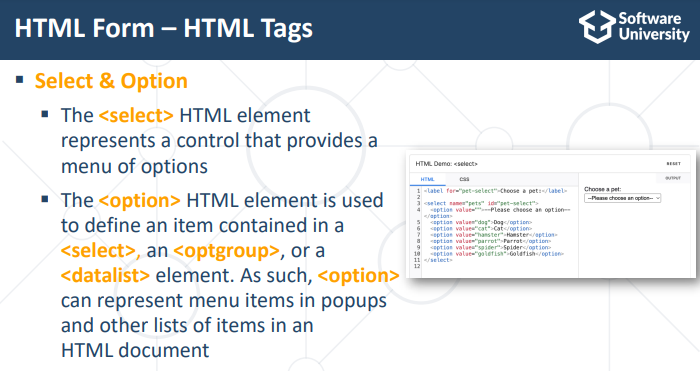 HTML Form – HTML Tags
Software
University
Select & Option
The <select> HTML element
represents a control that provides a
menu of options
The <option> HTML element is used
to define an item contained in a
<select>, an <optgroup>, or a
<datalist> element. As such, <option>
can represent menu items in popups
and other lists of items in an
HTML document
HTML Demo: <select>
RESET
HTML CSS
OUTPUT
1 <label for="pet-select">Choose a pet:</label>
2
3 <select name="pets" id="pet-select">
4 <option value="">--Please choose an option--
</option>
5 <option value="dog">Dog</option>
6 <option value="cat">Cat</option>
7 <option value="hamster">Hamster</option>
8 <option value="parrot">Parrot</option>
9 <option value="spider">Spider</option>
10 <option value="goldfish">Goldfish</option>
11 </select>
12
Choose a pet:
--Please choose an option--